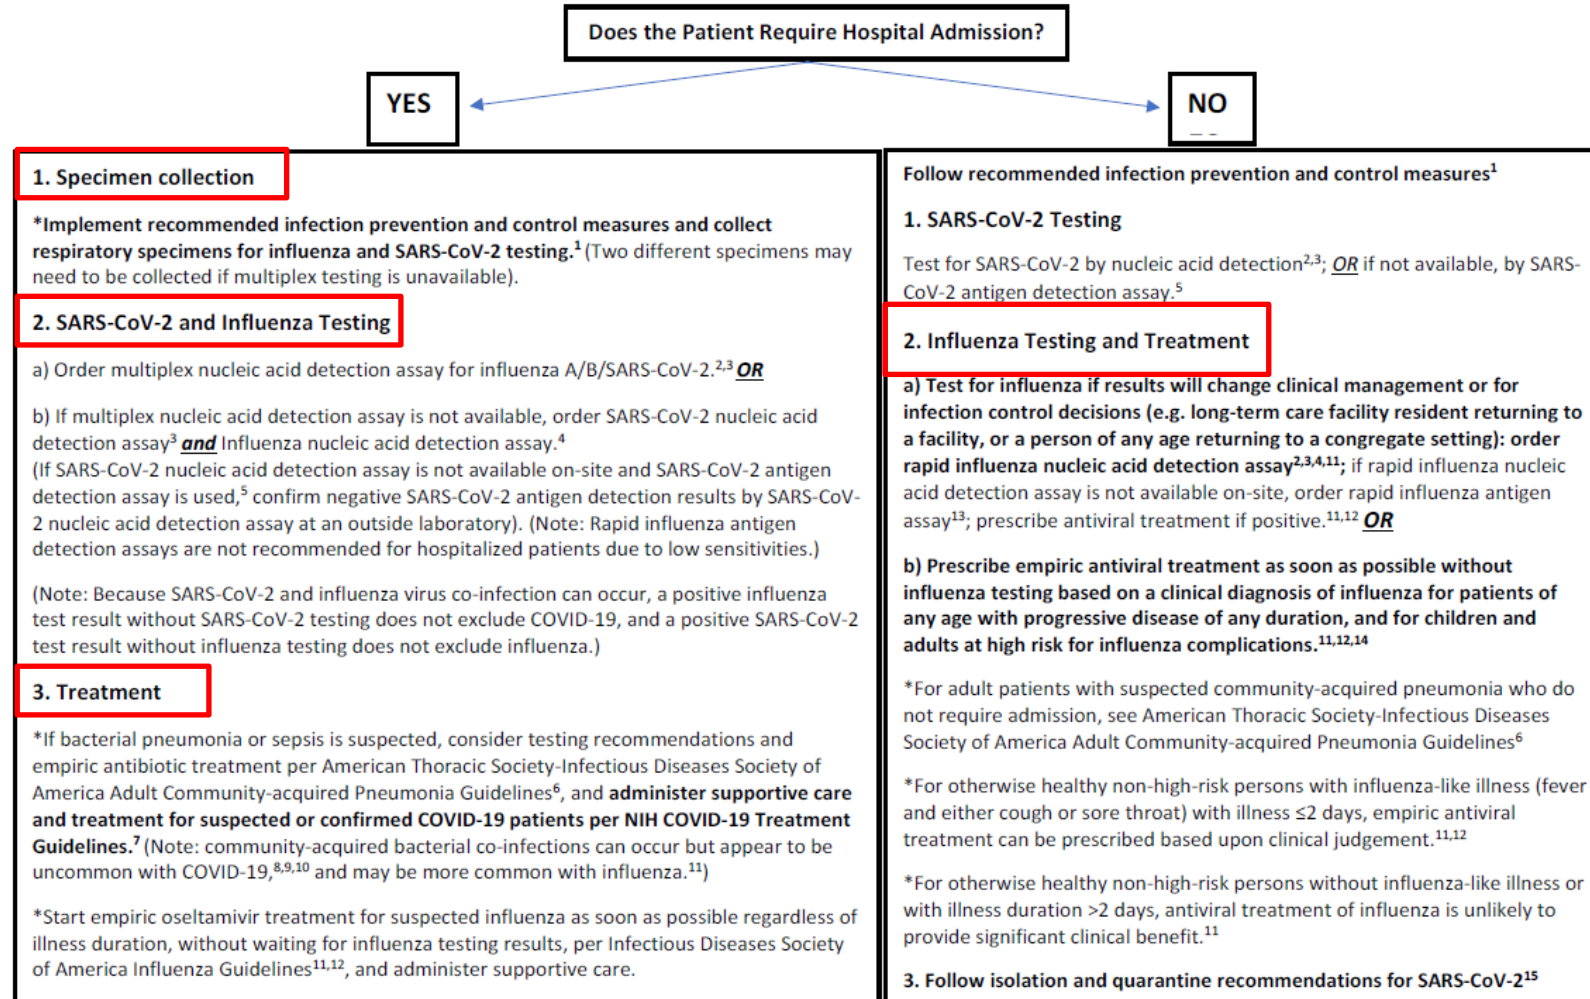 Does the Patient Require Hospital Admission?
YES
NO
1. Specimen collection
*Implement recommended infection prevention and control measures and collect
respiratory specimens for influenza and SARS-CoV-2 testing.¹ (Two different specimens may
need to be collected if multiplex testing is unavailable).
2. SARS-CoV-2 and Influenza Testing
a) Order multiplex nucleic acid detection assay for influenza A/B/SARS-CoV-2.²,³ OR
b) If multiplex nucleic acid detection assay is not available, order SARS-CoV-2 nucleic acid
detection assay³ and Influenza nucleic acid detection assay.⁴
(If SARS-CoV-2 nucleic acid detection assay is not available on-site and SARS-CoV-2 antigen
detection assay is used,⁵ confirm negative SARS-CoV-2 antigen detection results by SARS-CoV-
2 nucleic acid detection assay at an outside laboratory). (Note: Rapid influenza antigen
detection assays are not recommended for hospitalized patients due to low sensitivities.)
(Note: Because SARS-CoV-2 and influenza virus co-infection can occur, a positive influenza
test result without SARS-CoV-2 testing does not exclude COVID-19, and a positive SARS-CoV-2
test result without influenza testing does not exclude influenza.)
3. Treatment
*If bacterial pneumonia or sepsis is suspected, consider testing recommendations and
empiric antibiotic treatment per American Thoracic Society-Infectious Diseases Society of
America Adult Community-acquired Pneumonia Guidelines⁶, and administer supportive care
and treatment for suspected or confirmed COVID-19 patients per NIH COVID-19 Treatment
Guidelines.⁷ (Note: community-acquired bacterial co-infections can occur but appear to be
uncommon with COVID-19,⁸,⁹,¹⁰ and may be more common with influenza.¹¹)
*Start empiric oseltamivir treatment for suspected influenza as soon as possible regardless of
illness duration, without waiting for influenza testing results, per Infectious Diseases Society
of America Influenza Guidelines¹¹,¹², and administer supportive care.
Follow recommended infection prevention and control measures¹
1. SARS-CoV-2 Testing
Test for SARS-CoV-2 by nucleic acid detection²,³; OR if not available, by SARS-
CoV-2 antigen detection assay.⁵
2. Influenza Testing and Treatment
a) Test for influenza if results will change clinical management or for
infection control decisions (e.g. long-term care facility resident returning to
a facility, or a person of any age returning to a congregate setting): order
rapid influenza nucleic acid detection assay²,³,⁴,¹¹; if rapid influenza nucleic
acid detection assay is not available on-site, order rapid influenza antigen
assay¹³; prescribe antiviral treatment if positive.¹¹,¹² OR
b) Prescribe empiric antiviral treatment as soon as possible without
influenza testing based on a clinical diagnosis of influenza for patients of
any age with progressive disease of any duration, and for children and
adults at high risk for influenza complications.¹¹,¹²,¹⁴
*For adult patients with suspected community-acquired pneumonia who do
not require admission, see American Thoracic Society-Infectious Diseases
Society of America Adult Community-acquired Pneumonia Guidelines⁶
*For otherwise healthy non-high-risk persons with influenza-like illness (fever
and either cough or sore throat) with illness ≤2 days, empiric antiviral
treatment can be prescribed based upon clinical judgement.¹¹,¹²
*For otherwise healthy non-high-risk persons without influenza-like illness or
with illness duration >2 days, antiviral treatment of influenza is unlikely to
provide significant clinical benefit.¹¹
3. Follow isolation and quarantine recommendations for SARS-CoV-2¹⁵